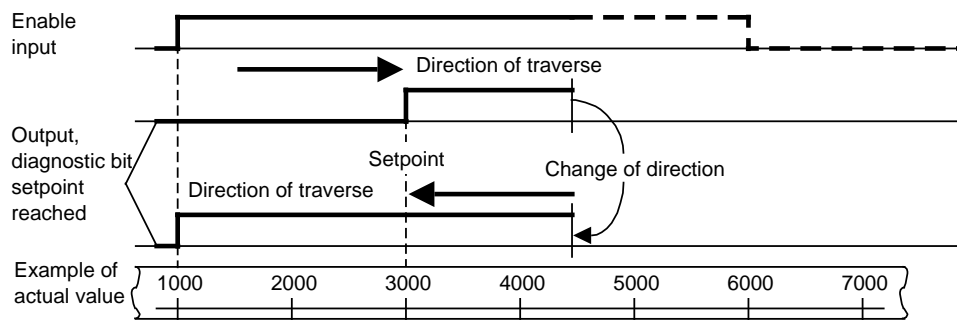 Enable
input
Direction of traverse
Output,
diagnostic bit
setpoint
reached
Setpoint
Change of direction
Direction of traverse
Example of
actual value
1000 2000 3000 4000 5000 6000 7000